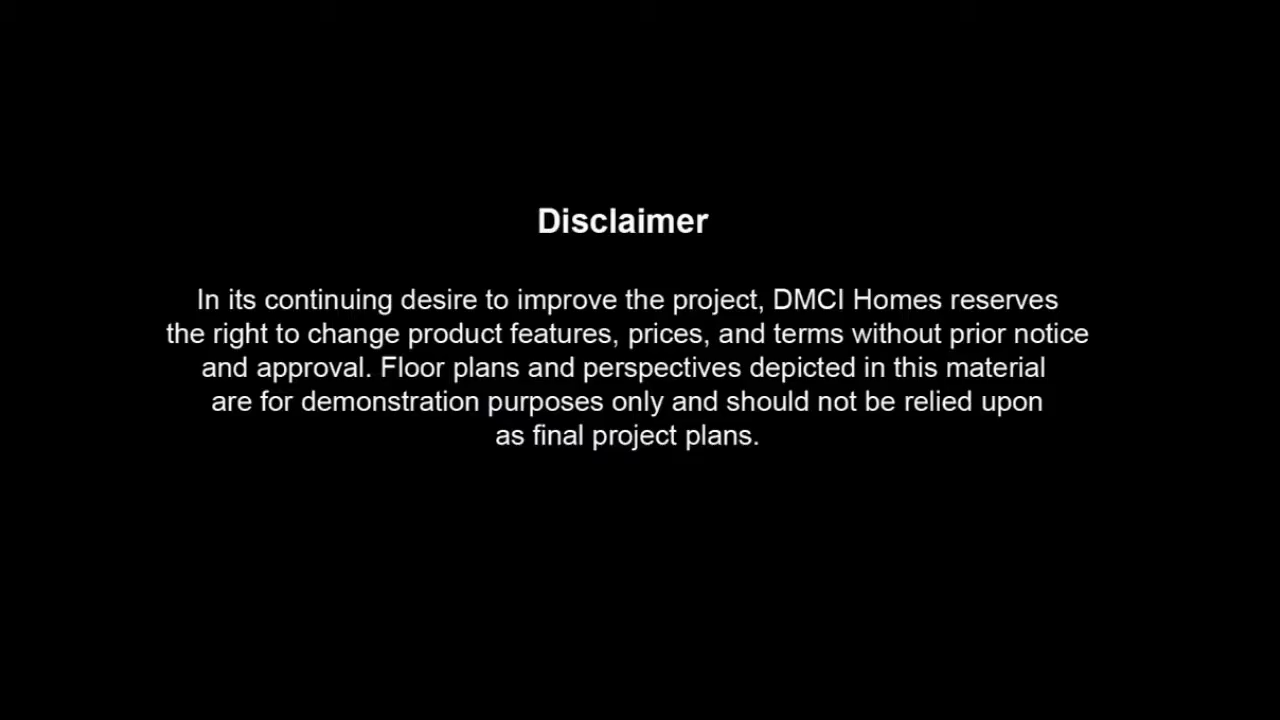 Disclaimer
In its continuing desire to improve the project, DMCI Homes reserves
the right to change product features, prices, and terms without prior notice
and approval. Floor plans and perspectives depicted in this material
are for demonstration purposes only and should not be relied upon
as final project plans.